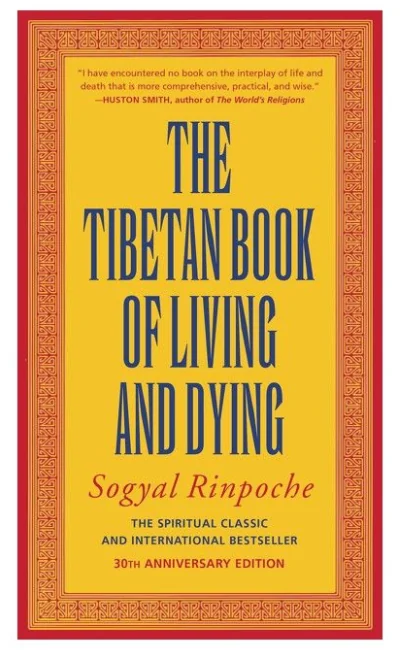 "I have encountered no book on the interplay of life and
death that is more comprehensive, practical, and wise."
—HUSTON SMITH, author of The World's Religions
THE
TIBETAN BOOK
OF LIVING
AND DYING
Sogyal Rinpoche
THE SPIRITUAL CLASSIC
AND INTERNATIONAL BESTSELLER
30TH ANNIVERSARY EDITION